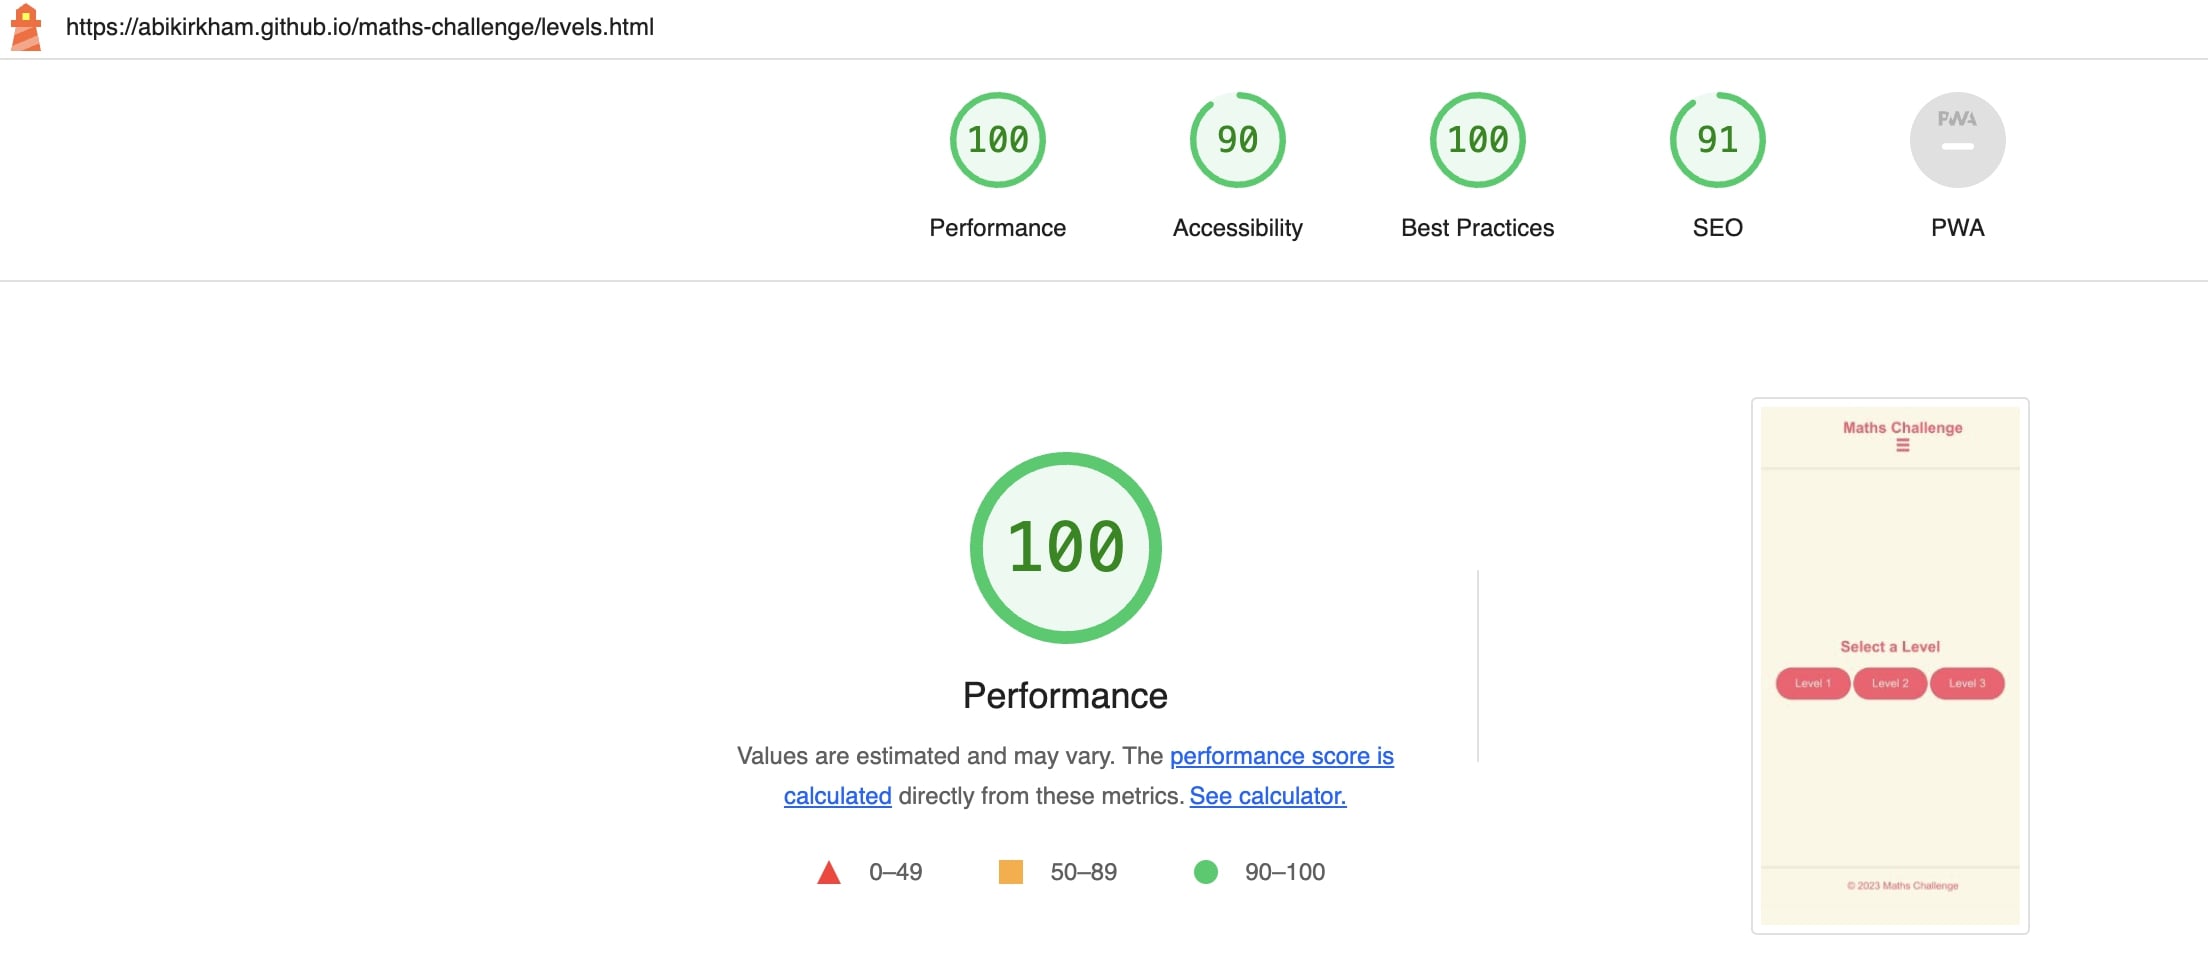 https://abikirkham.github.io/maths-challenge/levels.html
100 90 100 91 PWA
Performance Accessibility Best Practices SEO PWA
100
Performance
Values are estimated and may vary. The performance score is
calculated directly from these metrics. See calculator.
0–49 50–89 90–100
Maths Challenge
Select a Level
Level 1 Level 2 Level 3
© 2023 Maths Challenge